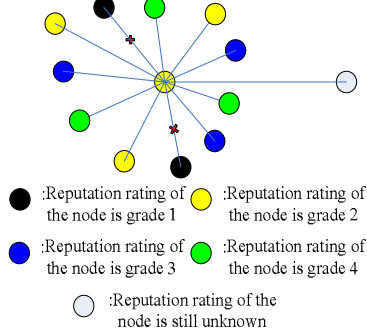 :Reputation rating of
the node is grade 1
:Reputation rating of
the node is grade 2
:Reputation rating of
the node is grade 3
:Reputation rating of
the node is grade 4
:Reputation rating of the
node is still unknown